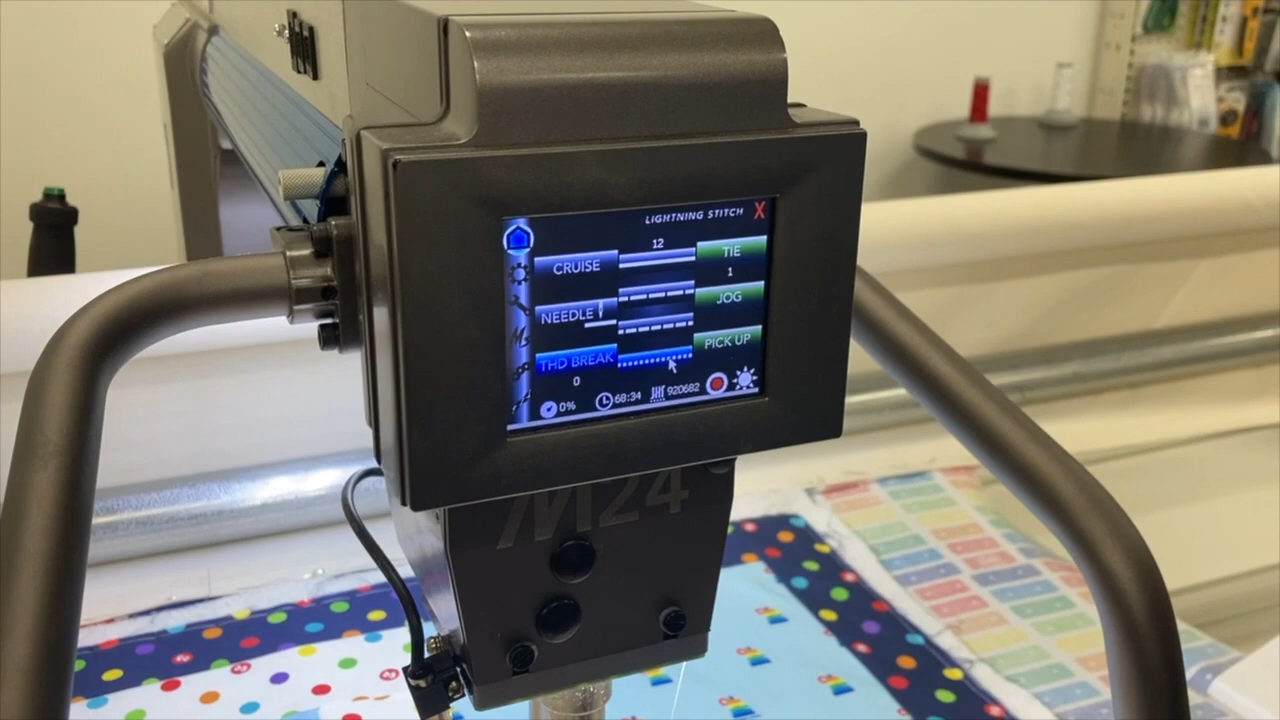 LIGHTNING STITCH X
CRUISE
12
TIE
1
NEEDLE
JOG
THD BREAK
PICK UP
0
0%
68:34
920682
M24